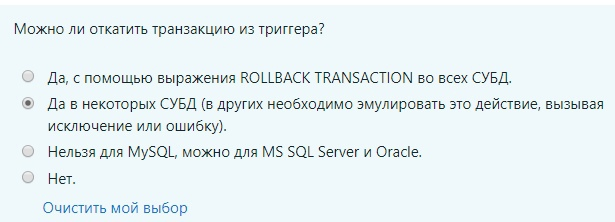 Можно ли откатить транзакцию из триггера?
Да, с помощью выражения ROLLBACK TRANSACTION во всех СУБД.
Да в некоторых СУБД (в других необходимо эмулировать это действие, вызывая
исключение или ошибку).
Нельзя для MySQL, можно для MS SQL Server и Oracle.
Нет.
Очистить мой выбор